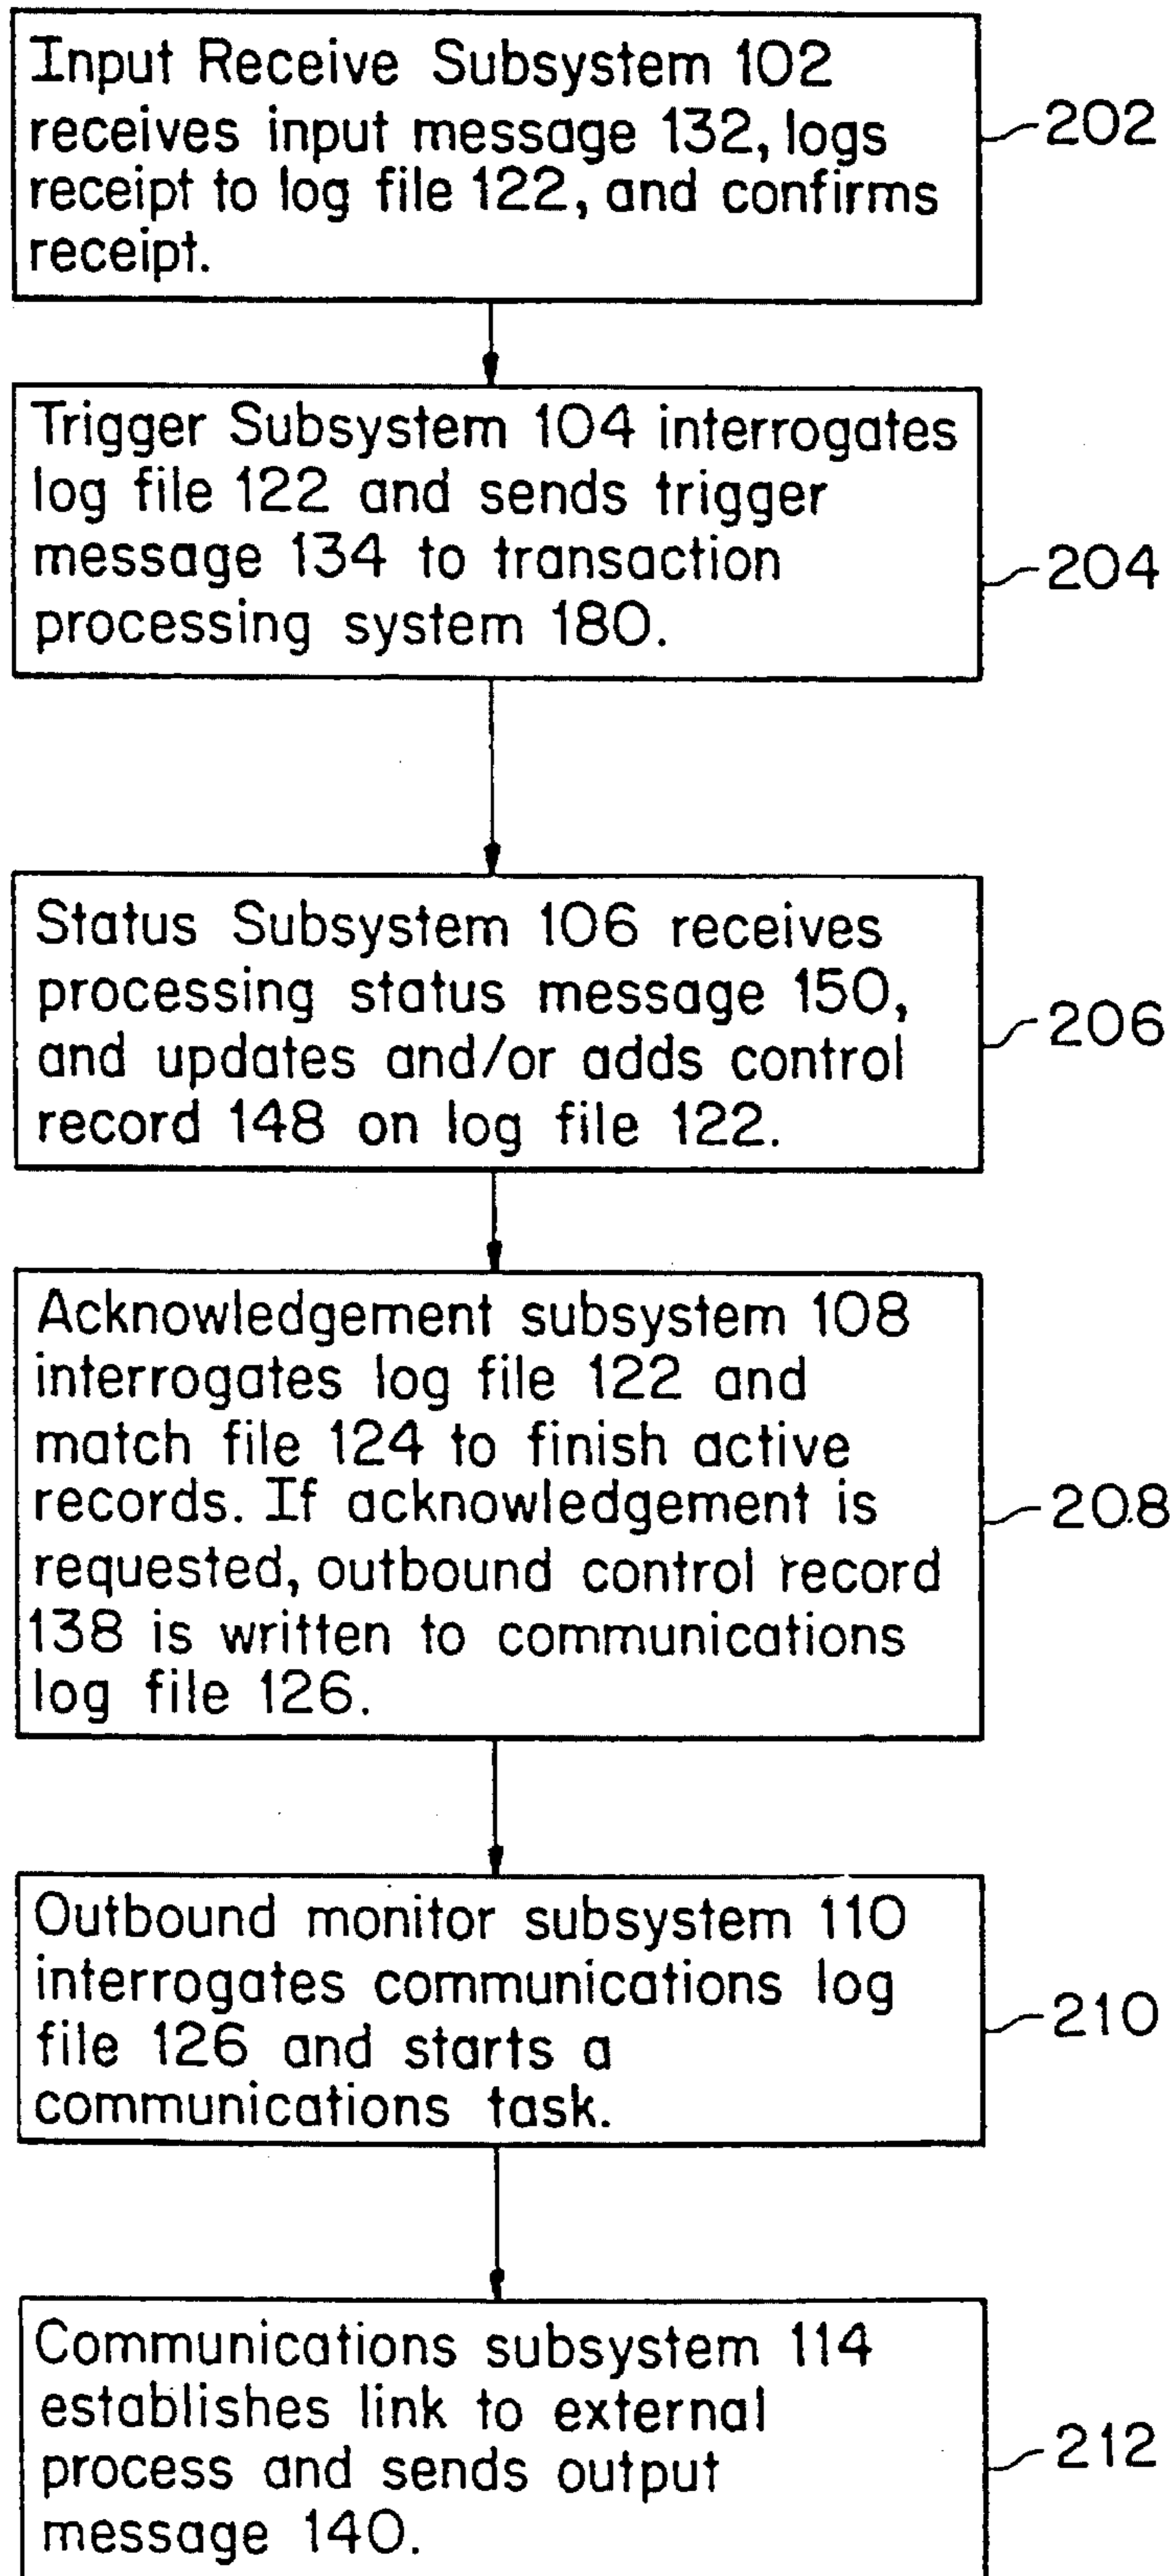 Input Receive Subsystem 102
receives input message 132, logs
receipt to log file 122, and confirms
receipt.
202
Trigger Subsystem 104 interrogates
log file 122 and sends trigger
message 134 to transaction
processing system 180.
204
Status Subsystem 106 receives
processing status message 150,
and updates and/or adds control
record 148 on log file 122.
206
Acknowledgement subsystem 108
interrogates log file 122 and
match file 124 to finish active
records. If acknowledgement is
requested, outbound control record
138 is written to communications
log file 126.
208
Outbound monitor subsystem 110
interrogates communications log
file 126 and starts a
communications task.
210
Communications subsystem 114
establishes link to external
process and sends output
message 140.
212